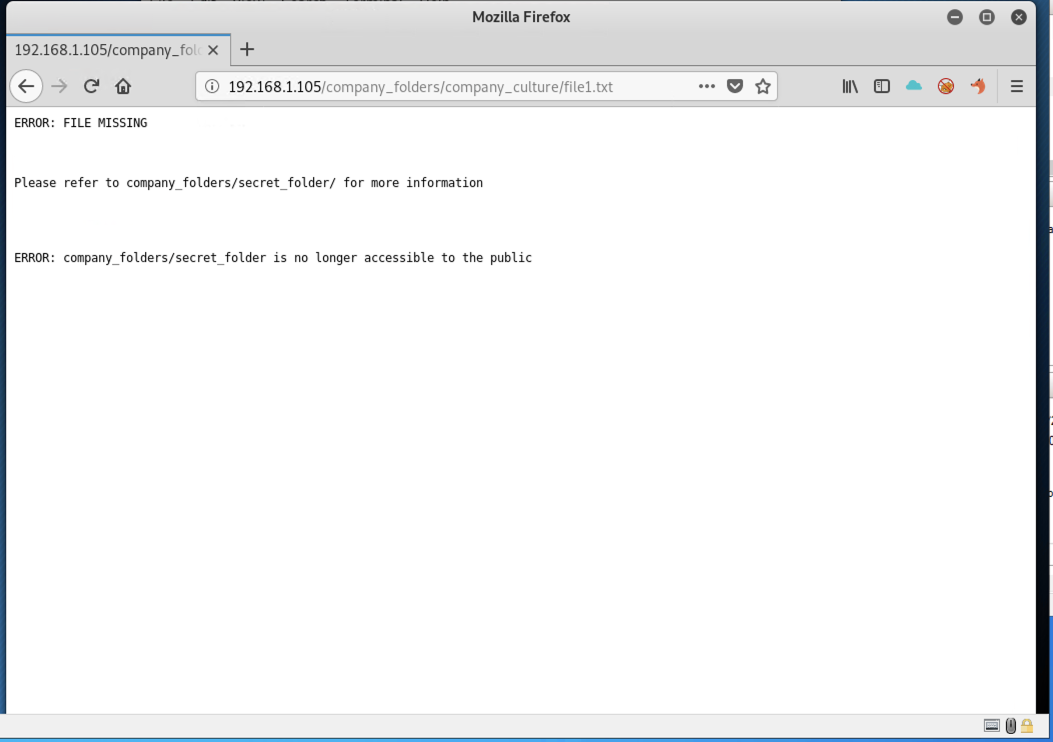 Mozilla Firefox
192.168.1.105/company_fol
192.168.1.105/company_folders/company_culture/file1.txt
ERROR: FILE MISSING
Please refer to company_folders/secret_folder/ for more information
ERROR: company_folders/secret_folder is no longer accessible to the public